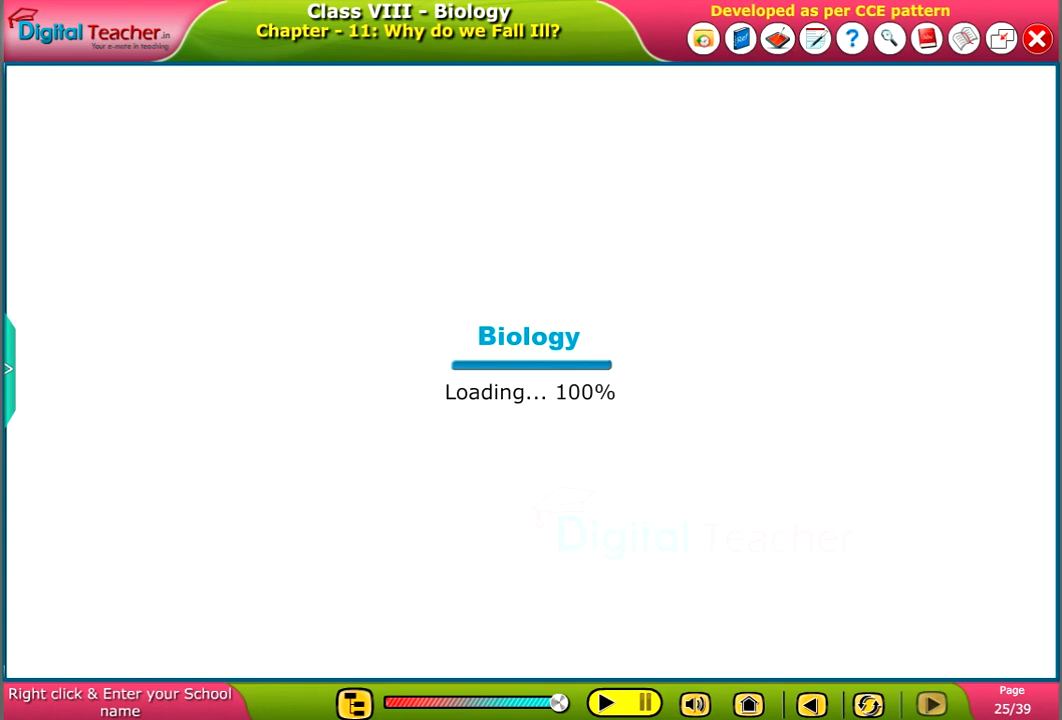 Digital Teacher.in
Your e-mate in teaching
Class VIII - Biology
Chapter - 11: Why do we Fall Ill?
Developed as per CCE pattern
Ref
?
>
Biology
Loading... 100%
Digital Teacher
Right click & Enter your School
name
Page
25/39